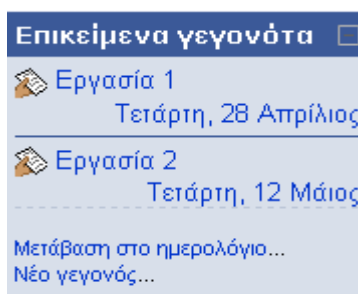 Επικείμενα γεγονότα
Εργασία 1
Τετάρτη, 28 Απρίλιος
Εργασία 2
Τετάρτη, 12 Μάιος
Μετάβαση στο ημερολόγιο...
Νέο γεγονός...